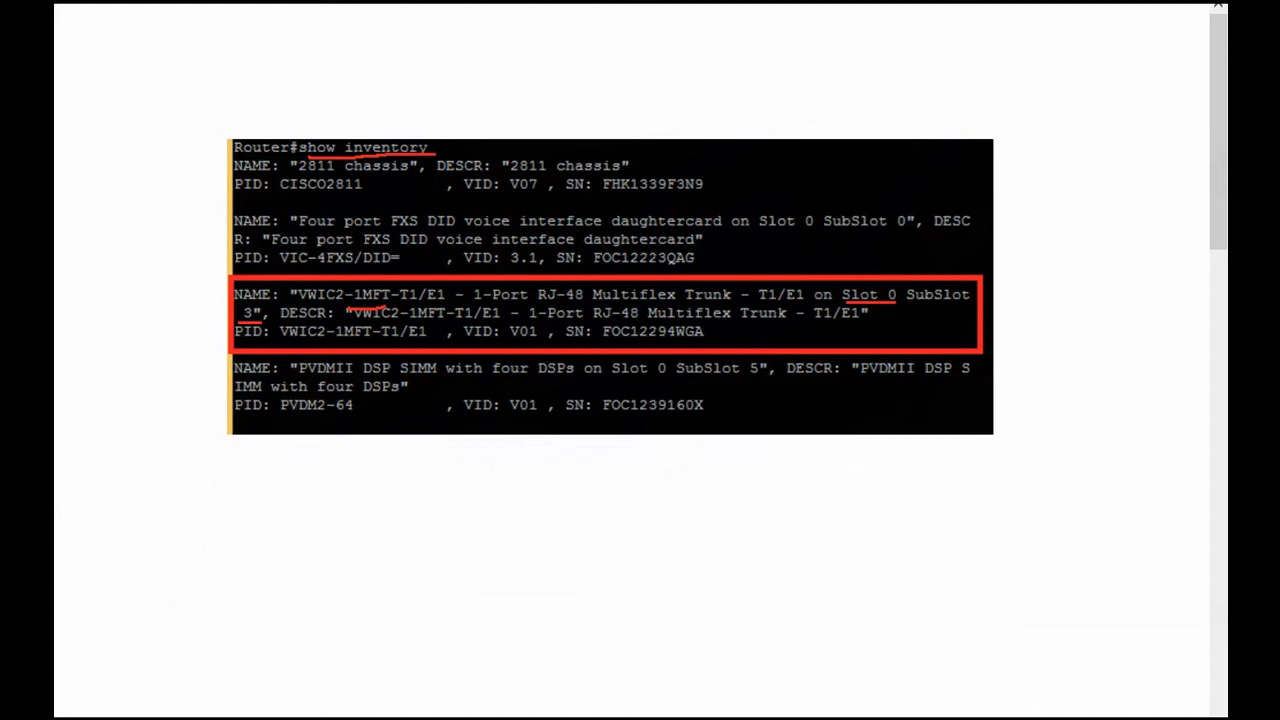 Router#show inventory
NAME: "2811 chassis", DESCR: "2811 chassis"
PID: CISCO2811 , VID: V07 , SN: FHK1339F3N9
NAME: "Four port FXS DID voice interface daughtercard on Slot 0 SubSlot 0", DESC
R: "Four port FXS DID voice interface daughtercard"
PID: VIC-4FXS/DID= , VID: 3.1, SN: FOC12223QAG
NAME: "VWIC2-1MFT-T1/E1 - 1-Port RJ-48 Multiflex Trunk - T1/E1 on Slot 0 SubSlot
3", DESCR: "VWIC2-1MFT-T1/E1 - 1-Port RJ-48 Multiflex Trunk - T1/E1"
PID: VWIC2-1MFT-T1/E1 , VID: V01 , SN: FOC12294WGA
NAME: "PVDMII DSP SIMM with four DSPs on Slot 0 SubSlot 5", DESCR: "PVDMII DSP S
IMM with four DSPs"
PID: PVDM2-64 , VID: V01 , SN: FOC1239160X